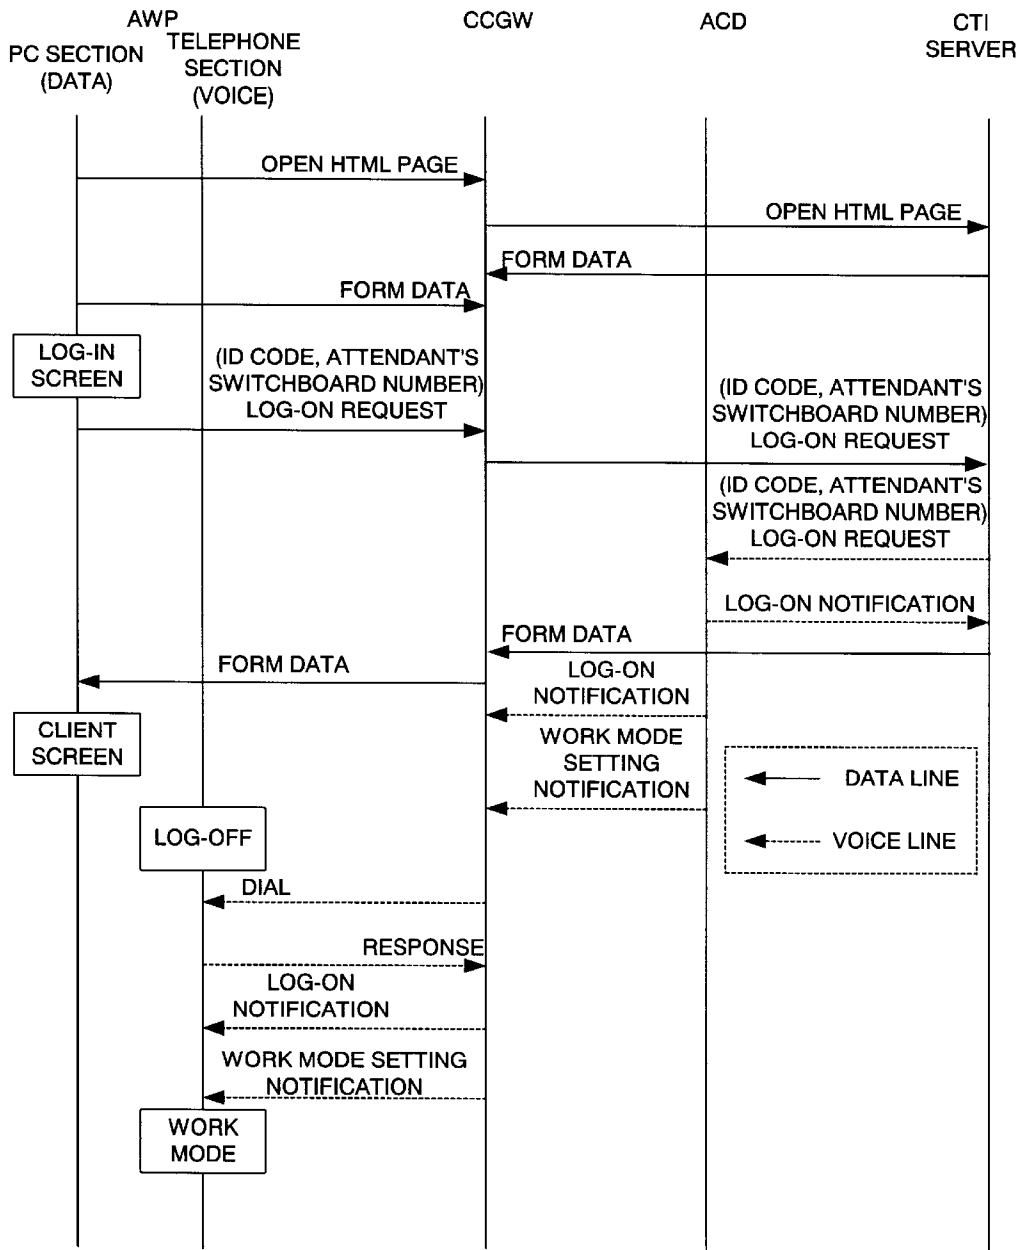 AWP
CCGW
ACD
CTI
SERVER
PC SECTION
(DATA)
TELEPHONE
SECTION
(VOICE)
OPEN HTML PAGE
OPEN HTML PAGE
FORM DATA
FORM DATA
LOG-IN
SCREEN
(ID CODE, ATTENDANT'S
SWITCHBOARD NUMBER)
LOG-ON REQUEST
(ID CODE, ATTENDANT'S
SWITCHBOARD NUMBER)
LOG-ON REQUEST
(ID CODE, ATTENDANT'S
SWITCHBOARD NUMBER)
LOG-ON REQUEST
LOG-ON NOTIFICATION
FORM DATA
FORM DATA
LOG-ON
NOTIFICATION
CLIENT
SCREEN
WORK MODE
SETTING
NOTIFICATION
DATA LINE
VOICE LINE
LOG-OFF
DIAL
RESPONSE
LOG-ON
NOTIFICATION
WORK MODE SETTING
NOTIFICATION
WORK
MODE